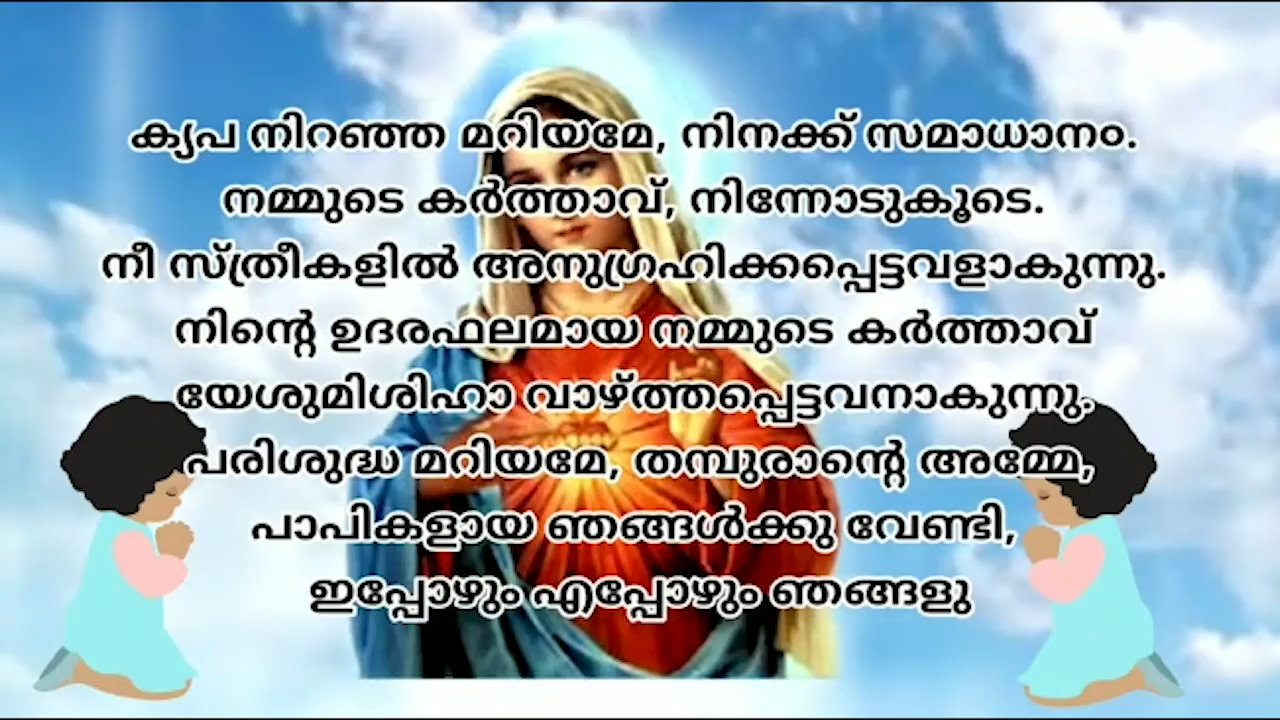 ക്യപ നിറഞ്ഞ മറിയമേ, നിനക്ക് സമാധാനം.
നമ്മുടെ കർത്താവ്, നിന്നോടുകൂടെ.
നീ സ്ത്രീകളിൽ അനുഗ്രഹിക്കപ്പെട്ടവളാകുന്നു.
നിന്റെ ഉദരഫലമായ നമ്മുടെ കർത്താവ്
യേശുമിശിഹാ വാഴ്ത്തപ്പെട്ടവനാകുന്നു.
പരിശുദ്ധ മറിയമേ, തമ്പുരാന്റെ അമ്മേ,
പാപികളായ ഞങ്ങൾക്കു വേണ്ടി,
ഇപ്പോഴും എപ്പോഴും ഞങ്ങളു